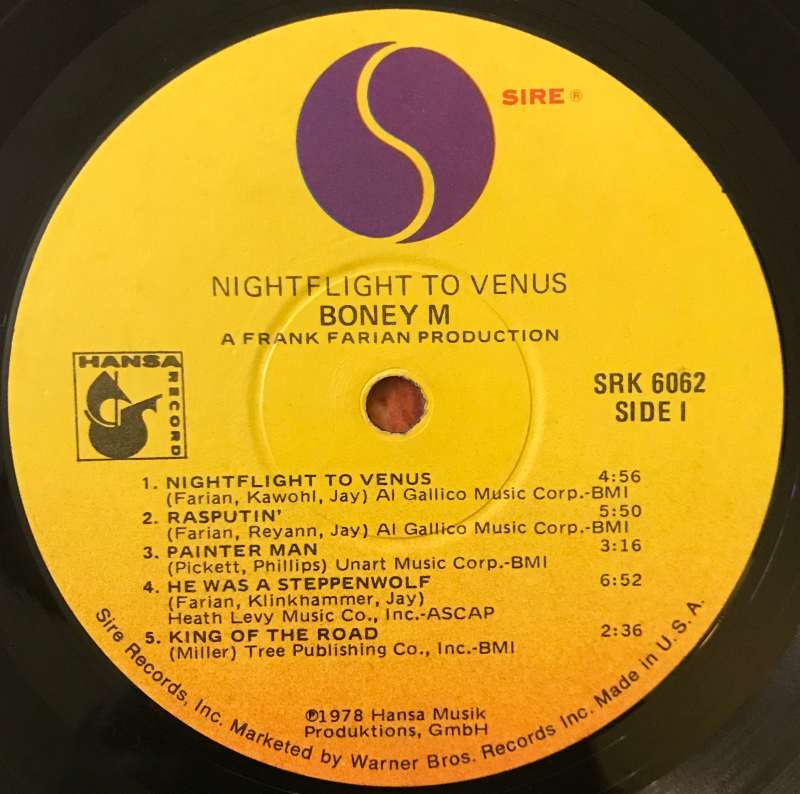 SIRE ®
NIGHTFLIGHT TO VENUS
BONEY M
A FRANK FARIAN PRODUCTION
HANSA
RECORD
SRK 6062
SIDE I
1. NIGHTFLIGHT TO VENUS 4:56
(Farian, Kawohl, Jay) Al Gallico Music Corp.-BMI
2. RASPUTIN' 5:50
(Farian, Reyann, Jay) Al Gallico Music Corp.-BMI
3. PAINTER MAN 3:16
(Pickett, Phillips) Unart Music Corp.-BMI
4. HE WAS A STEPPENWOLF 6:52
(Farian, Klinkhammer, Jay)
Heath Levy Music Co., Inc.-ASCAP
5. KING OF THE ROAD 2:36
(Miller) Tree Publishing Co., Inc.-BMI
℗1978 Hansa Musik
Produktions, GmbH
Sire Records, Inc. Marketed by Warner Bros. Records Inc. Made in U.S.A.